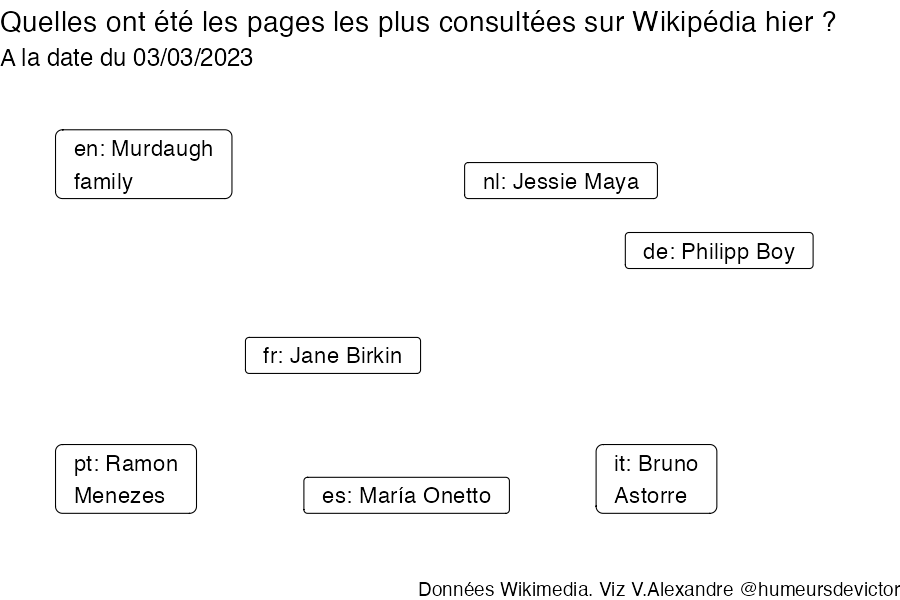 Quelles ont été les pages les plus consultées sur Wikipédia hier ?
A la date du 03/03/2023
en: Murdaugh
family
nl: Jessie Maya
de: Philipp Boy
fr: Jane Birkin
pt: Ramon
Menezes
es: María Onetto
it: Bruno
Astorre
Données Wikimedia. Viz V.Alexandre @humeursdevictor